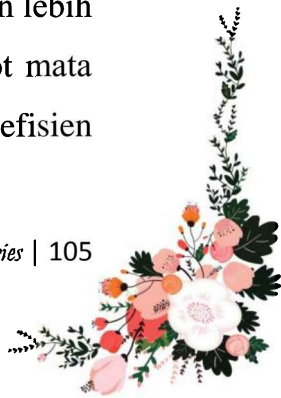 n lebih
ot mata
efisien
ies | 105